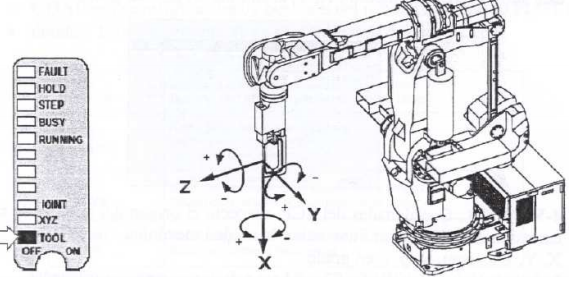 FAULT
HOLD
STEP
BUSY
RUNNING
JOINT
XYZ
TOOL
OFF ON
+
-
Z
+
Y
+ -
X